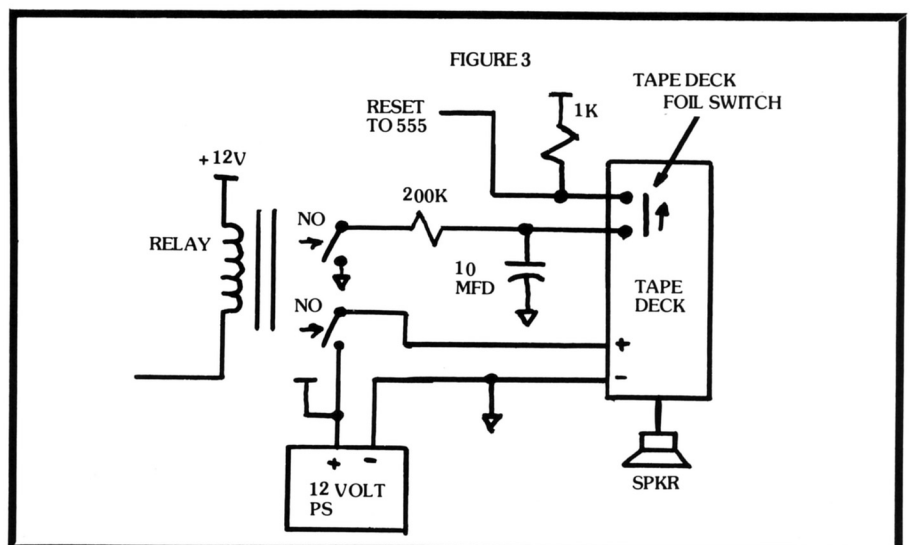 FIGURE 3
TAPE DECK
FOIL SWITCH
RESET
TO 555
1K
+12V
200K
NO
RELAY
10
MFD
NO
TAPE
DECK
+
-
+ -
12 VOLT
PS
SPKR